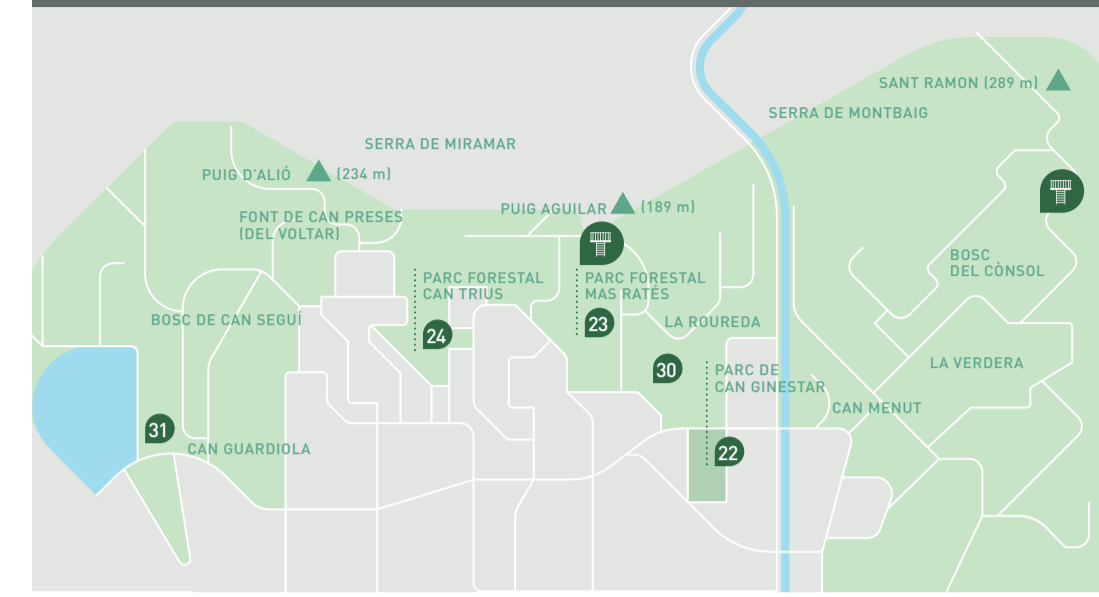 SANT RAMON (289 m)
SERRA DE MONTBAIG
SERRA DE MIRAMAR
PUIG D'ALIÓ (234 m)
PUIG AGUILAR (189 m)
FONT DE CAN PRESES
(DEL VOLTAR)
BOSC
DEL CÒNSOL
PARC FORESTAL
CAN TRIUS
24
PARC FORESTAL
MAS RATÉS
23
BOSC DE CAN SEGUÍ
LA ROUREDA
30
PARC DE
CAN GINESTAR
22
LA VERDERA
CAN MENUT
31
CAN GUARDIOLA